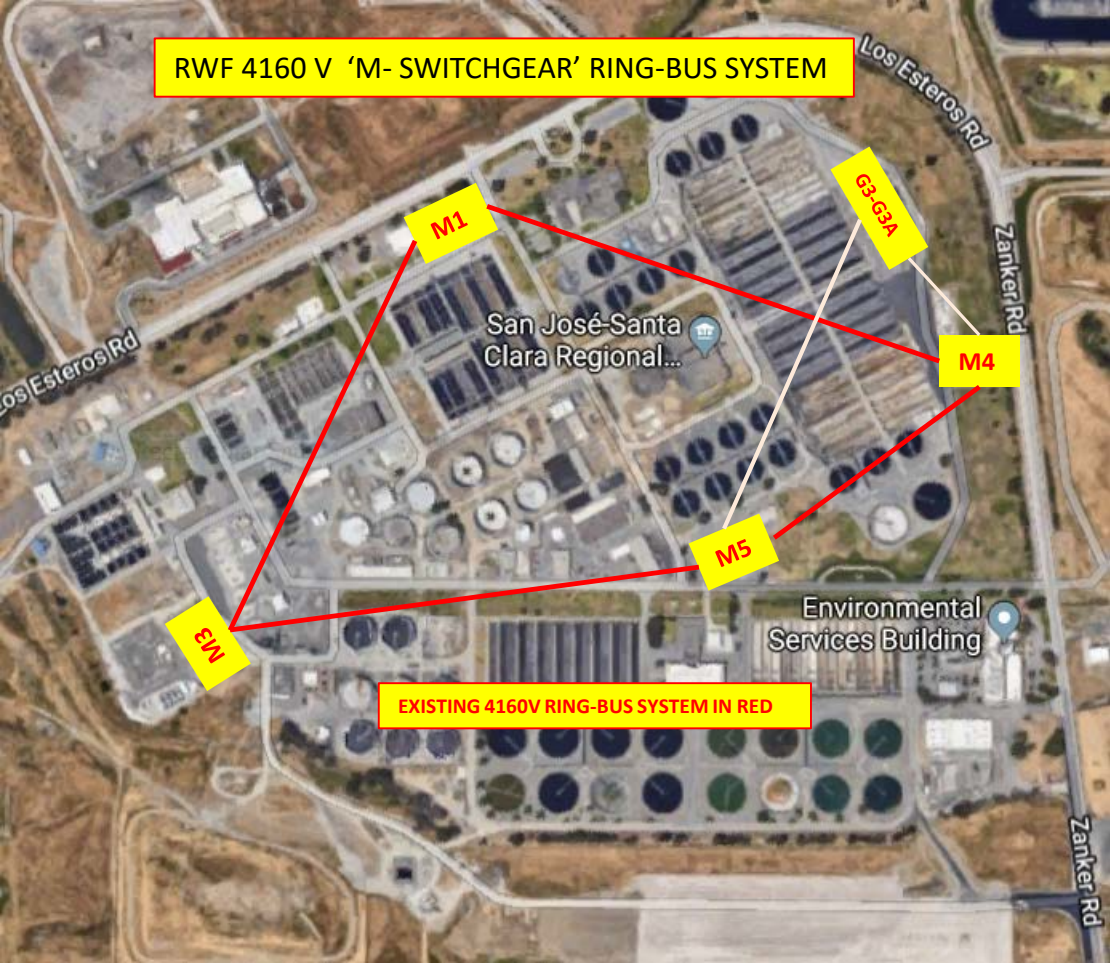 RWF 4160 V ‘M- SWITCHGEAR’ RING-BUS SYSTEM
Los Esteros Rd
G3-G3A
M1
Zanker Rd
San José-Santa
Clara Regional...
M4
Los Esteros Rd
M5
Environmental
Services Building
M3
EXISTING 4160V RING-BUS SYSTEM IN RED
Zanker Rd